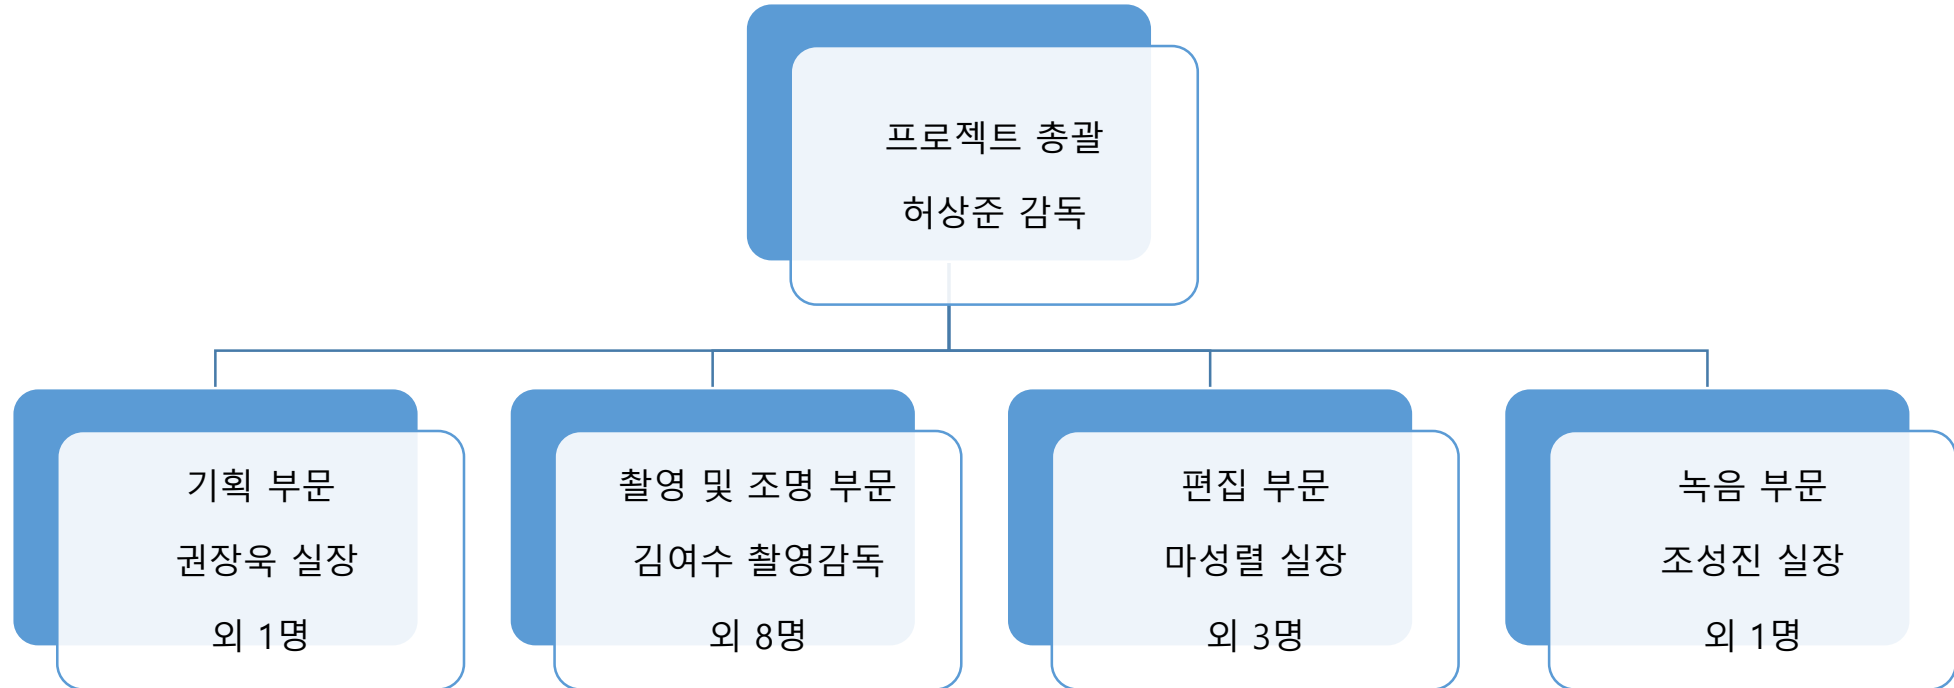 프로젝트 총괄
허상준 감독
기획 부문
권장욱 실장
외 1명
촬영 및 조명 부문
김여수 촬영감독
외 8명
편집 부문
마성렬 실장
외 3명
녹음 부문
조성진 실장
외 1명